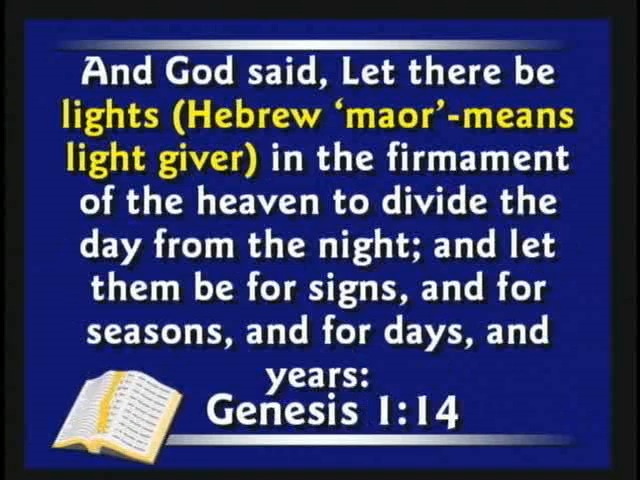 And God said, Let there be
lights (Hebrew ‘maor’-means
light giver) in the firmament
of the heaven to divide the
day from the night; and let
them be for signs, and for
seasons, and for days, and
years:
Genesis 1:14